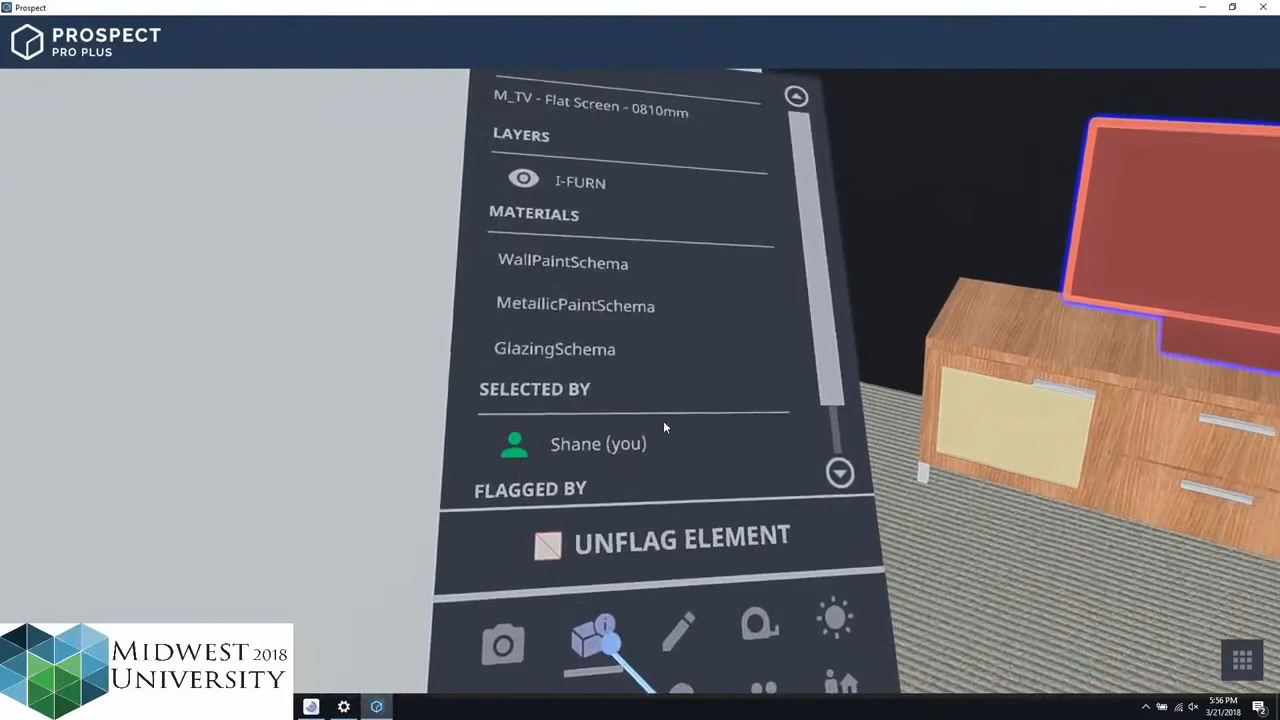 Prospect
PROSPECT
PRO PLUS
M_TV - Flat Screen - 0810mm
LAYERS
I-FURN
MATERIALS
WallPaintSchema
MetallicPaintSchema
GlazingSchema
SELECTED BY
Shane (you)
FLAGGED BY
UNFLAG ELEMENT
MIDWEST 2018
UNIVERSITY
5:56 PM
3/21/2018
2